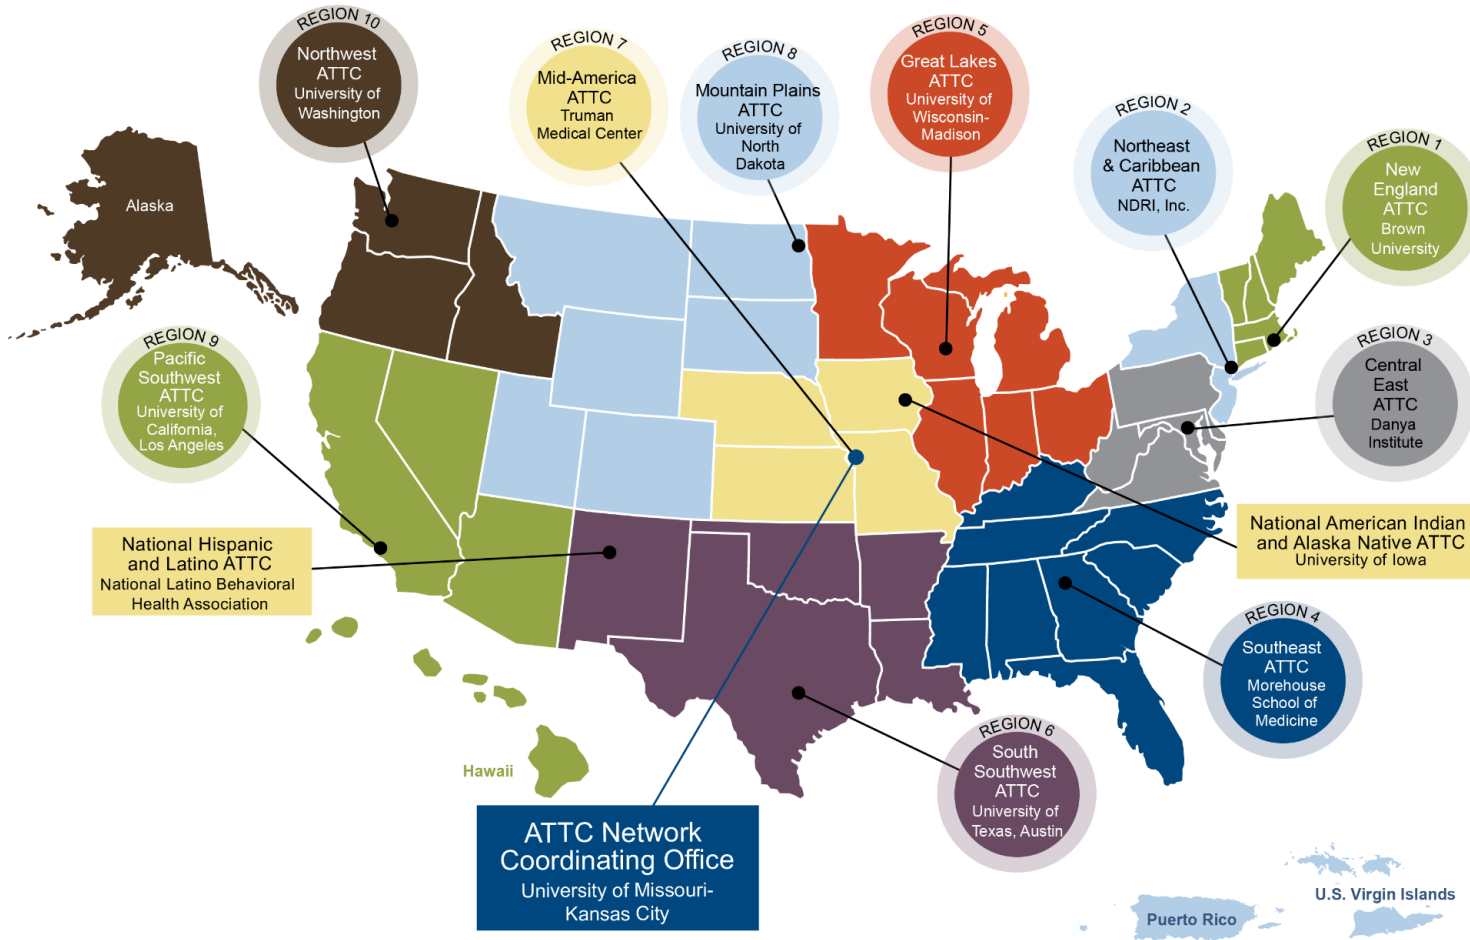 REGION 10
Northwest
ATTC
University of
Washington
REGION 7
Mid-America
ATTC
Truman
Medical Center
REGION 8
Mountain Plains
ATTC
University of
North
Dakota
REGION 5
Great Lakes
ATTC
University of
Wisconsin-
Madison
REGION 2
Northeast
& Caribbean
ATTC
NDRI, Inc.
REGION 1
New
England
ATTC
Brown
University
Alaska
REGION 9
Pacific
Southwest
ATTC
University of
California,
Los Angeles
REGION 3
Central
East
ATTC
Danya
Institute
National Hispanic
and Latino ATTC
National Latino Behavioral
Health Association
National American Indian
and Alaska Native ATTC
University of Iowa
REGION 4
Southeast
ATTC
Morehouse
School of
Medicine
REGION 6
South
Southwest
ATTC
University of
Texas, Austin
Hawaii
ATTC Network
Coordinating Office
University of Missouri-
Kansas City
U.S. Virgin Islands
Puerto Rico